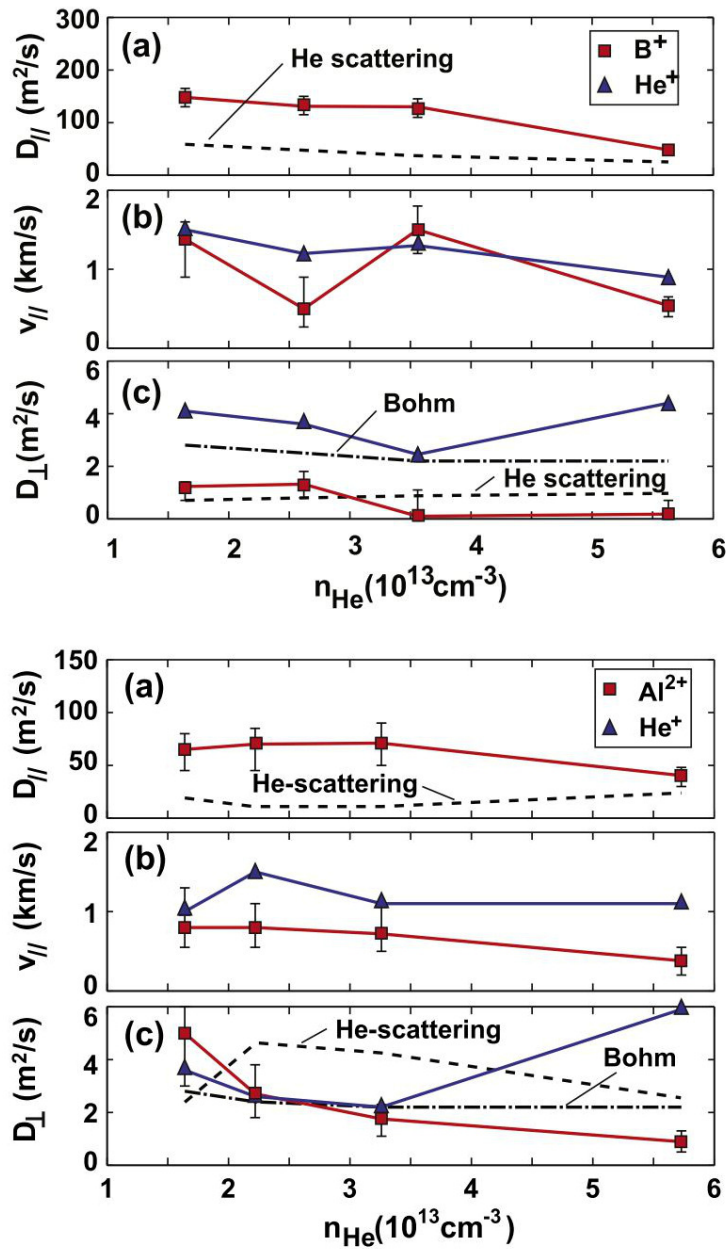 (a)
He scattering
B+
He+
D// (m²/s)
300
200
100
0
(b)
v// (km/s)
2
1
0
(c)
Bohm
He scattering
D⊥(m²/s)
6
4
2
0
1 2 3 4 5 6
nHe(10¹³cm⁻³)
(a)
Al²⁺
He+
He-scattering
D// (m²/s)
150
100
50
0
(b)
v// (km/s)
2
1
0
(c)
He-scattering
Bohm
D⊥ (m²/s)
6
4
2
0
1 2 3 4 5 6
nHe(10¹³cm⁻³)